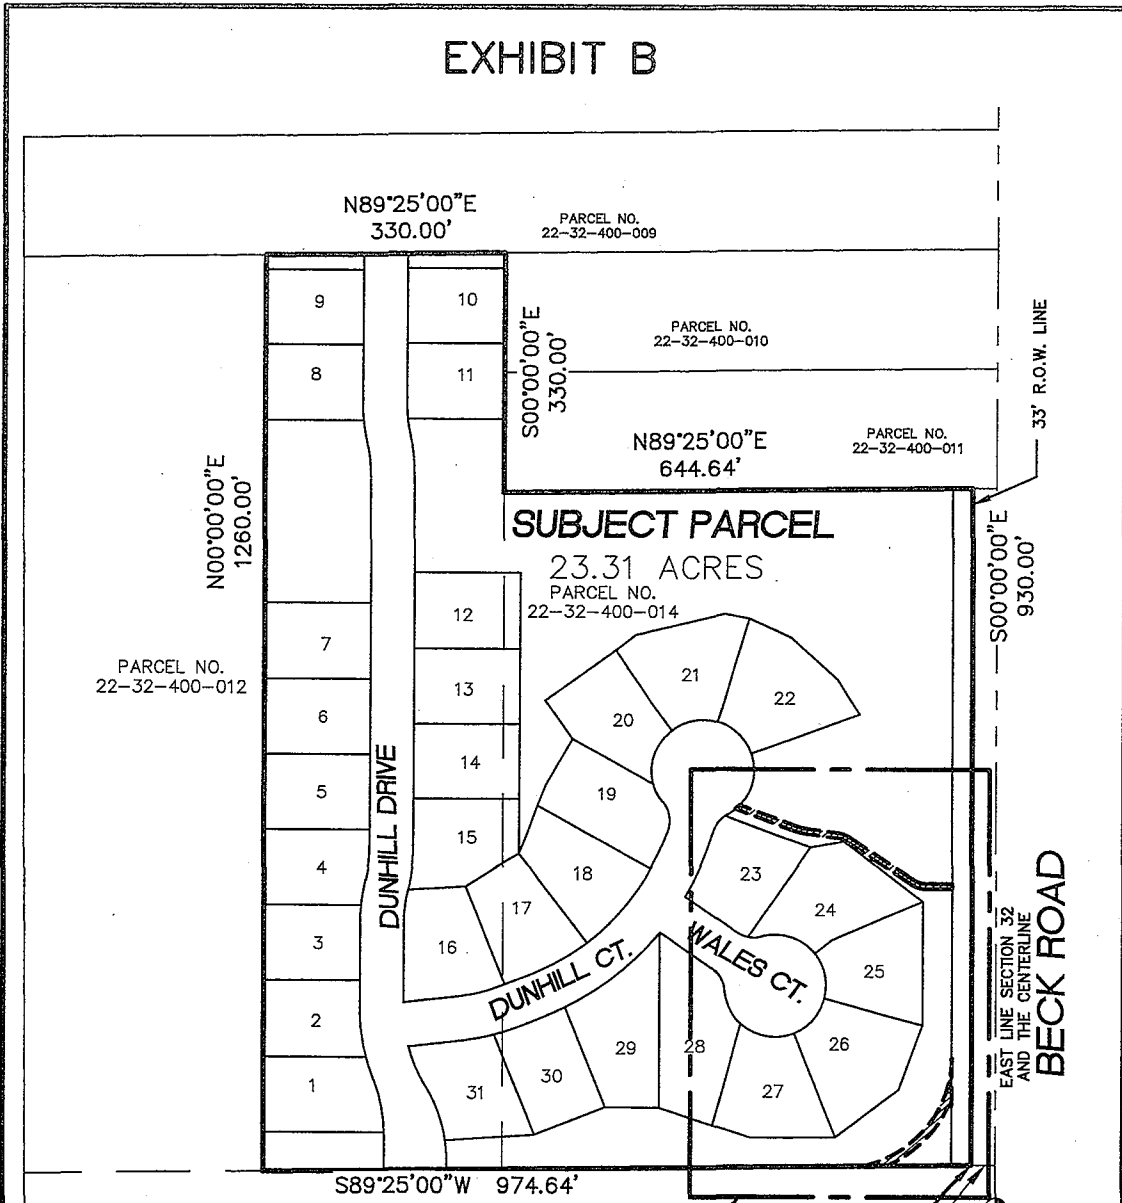 EXHIBIT B
N89°25'00"E
330.00'
PARCEL NO.
22-32-400-009
9
10
S00°00'00"E
330.00'
PARCEL NO.
22-32-400-010
33' R.O.W. LINE
8
11
N89°25'00"E
644.64'
PARCEL NO.
22-32-400-011
N00°00'00"E
1260.00'
SUBJECT PARCEL
23.31 ACRES
PARCEL NO.
22-32-400-014
S00°00'00"E
930.00'
12
7
PARCEL NO.
22-32-400-012
13
21
22
6
20
14
5
19
DUNHILL DRIVE
15
4
18
23
17
24
3
16
WALES CT.
25
DUNHILL CT.
EAST LINE SECTION 32
AND THE CENTERLINE
BECK ROAD
2
29
28
26
1
31
30
27
S89°25'00"W 974.64'